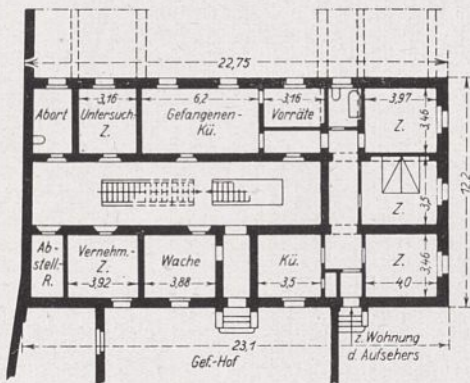 22,75
Abort
3,16
Untersuch.-
Z.
6,2
Gefangenen-
Kü.
3,16
Vorräte
3,97
Z.
3,46
Z.
3,5
12,2
Ab-
stell.-
R.
Vernehm.-
Z.
3,92
Wache
3,88
Kü.
3,5
Z.
4,0
3,46
23,1
Gef.-Hof
z. Wohnung
d. Aufsehers